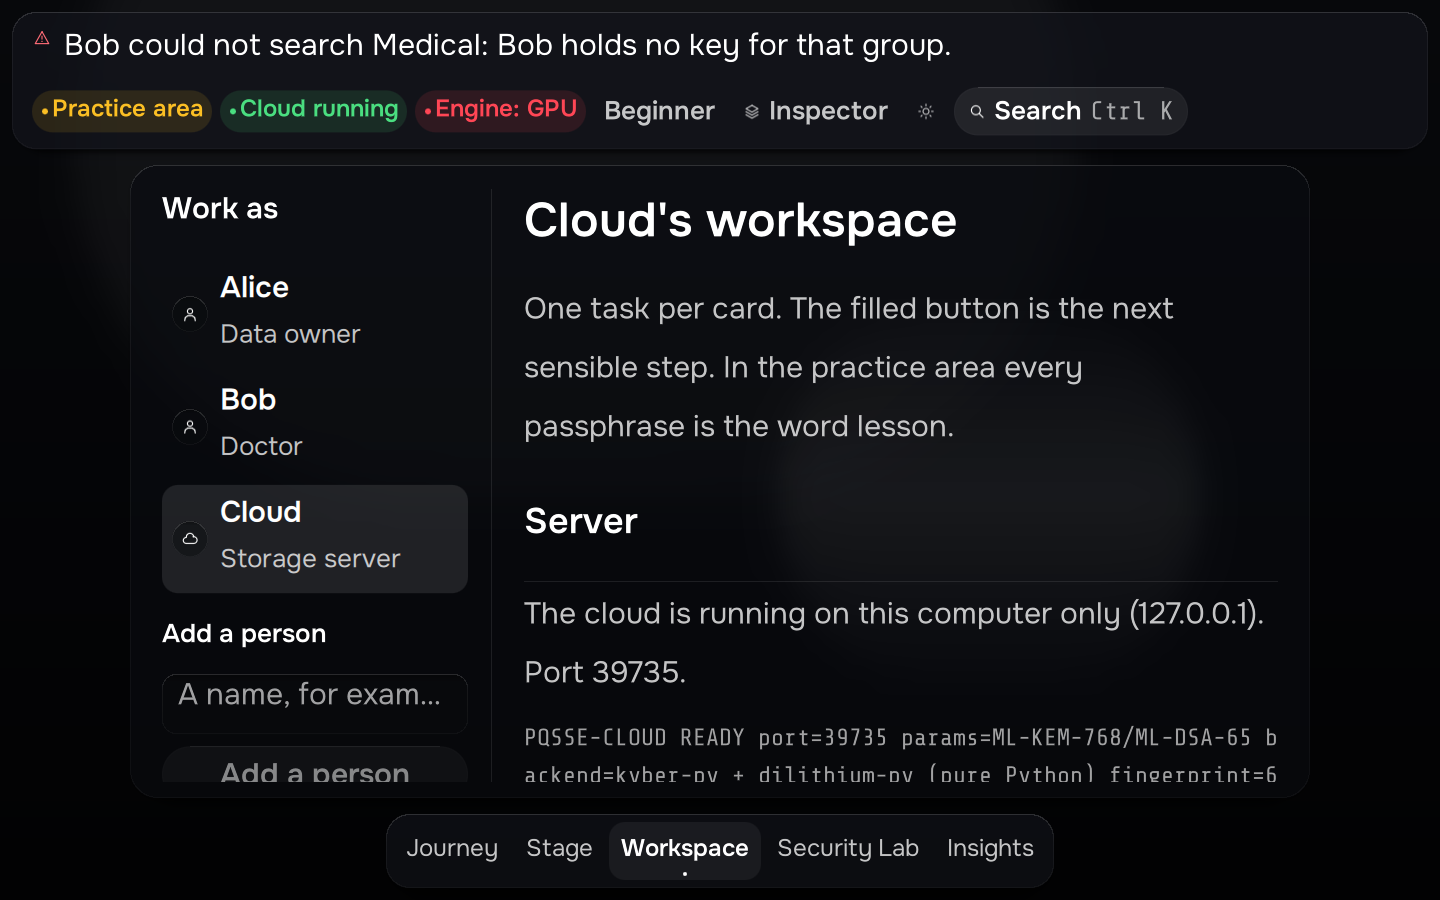 Bob could not search Medical: Bob holds no key for that group.
Practice area
Cloud running
Engine: GPU
Beginner
Inspector
Search Ctrl K
Work as
Alice
Data owner
Bob
Doctor
Cloud
Storage server
Add a person
A name, for exam...
Add a person
Cloud's workspace
One task per card. The filled button is the next
sensible step. In the practice area every
passphrase is the word lesson.
Server
The cloud is running on this computer only (127.0.0.1).
Port 39735.
PQSSE-CLOUD READY port=39735 params=ML-KEM-768/ML-DSA-65 b
ackend=kyber-py + dilithium-py (pure Python) fingerprint=6
Journey
Stage
Workspace
Security Lab
Insights